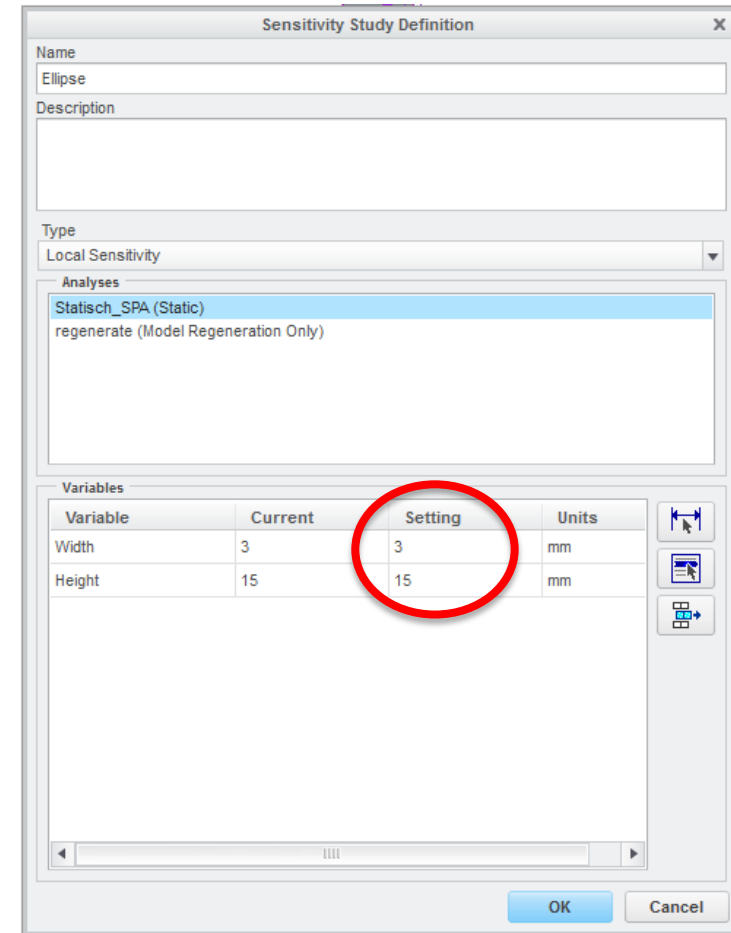 Sensitivity Study Definition X
Name
Ellipse
Description
Type
Local Sensitivity
Analyses
Statisch_SPA (Static)
regenerate (Model Regeneration Only)
Variables
Variable Current Setting Units
Width 3 3 mm
Height 15 15 mm
OK Cancel